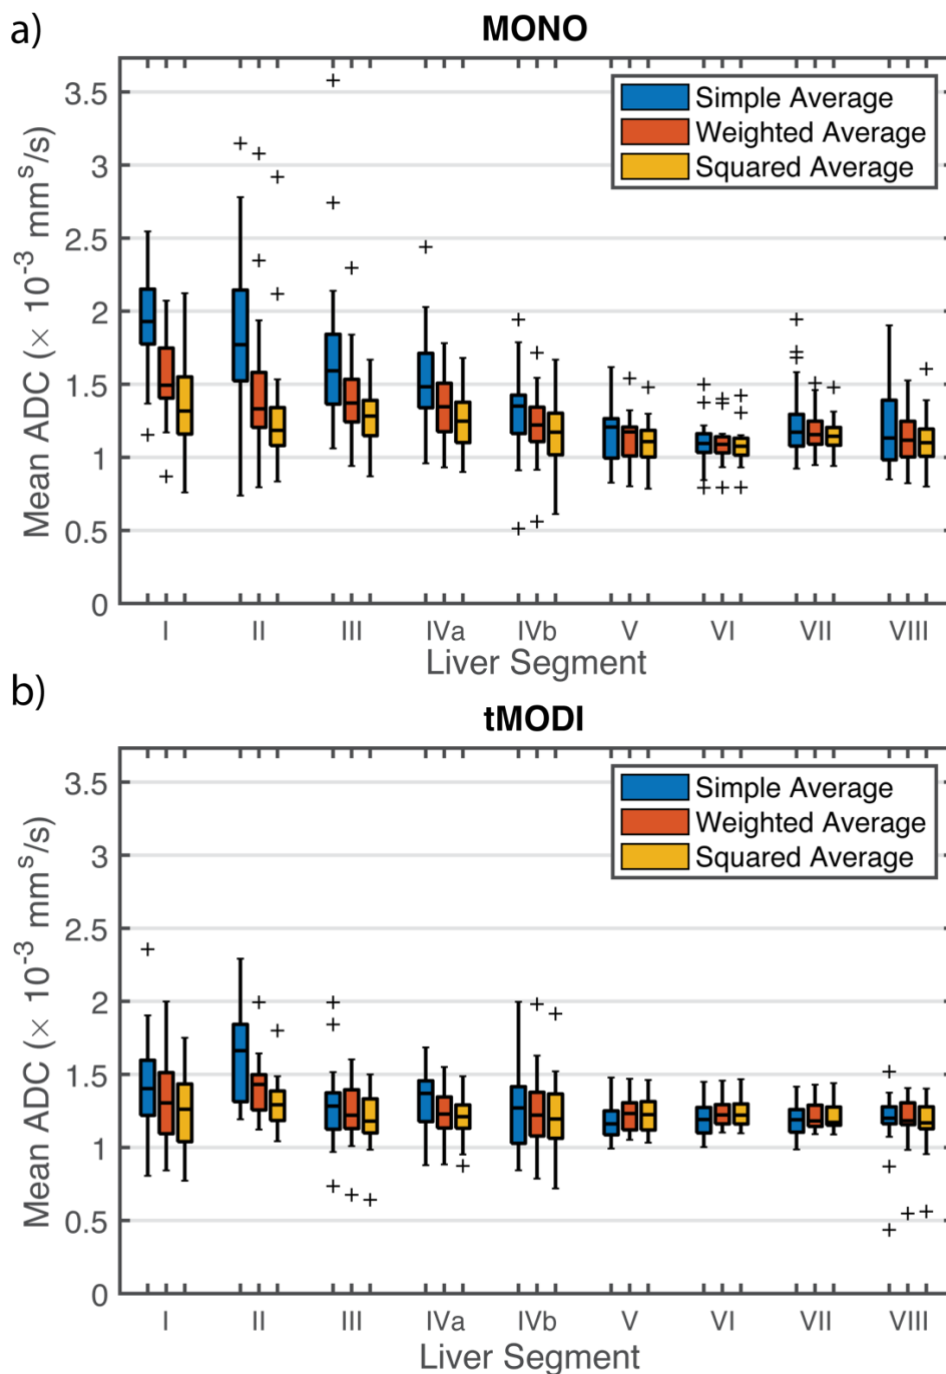 a)
MONO
Simple Average
Weighted Average
Squared Average
Mean ADC (× 10⁻³ mmˢ/s)
3.5
3
2.5
2
1.5
1
0.5
0
I II III IVa IVb V VI VII VIII
Liver Segment
b)
tMODI
Simple Average
Weighted Average
Squared Average
Mean ADC (× 10⁻³ mmˢ/s)
3.5
3
2.5
2
1.5
1
0.5
0
I II III IVa IVb V VI VII VIII
Liver Segment